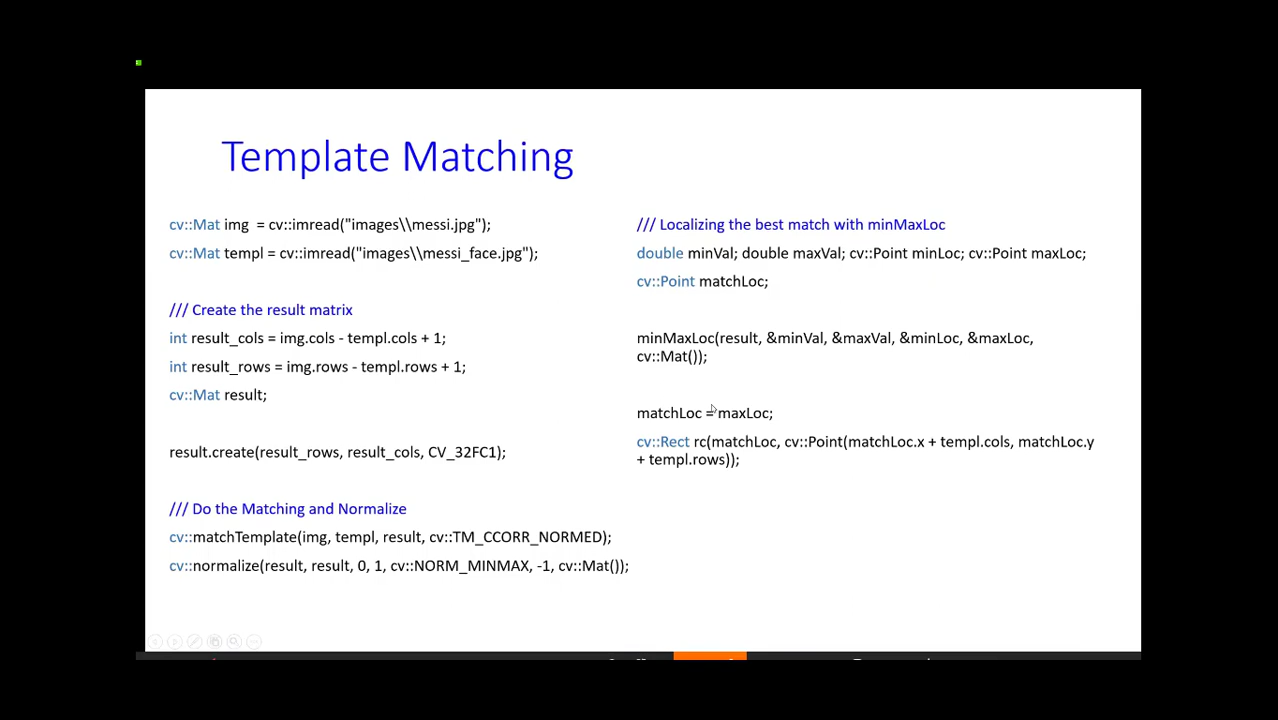 Template Matching
cv::Mat img  = cv::imread("images\\messi.jpg");
cv::Mat templ = cv::imread("images\\messi_face.jpg");
/// Create the result matrix
int result_cols = img.cols - templ.cols + 1;
int result_rows = img.rows - templ.rows + 1;
cv::Mat result;
result.create(result_rows, result_cols, CV_32FC1);
/// Do the Matching and Normalize
cv::matchTemplate(img, templ, result, cv::TM_CCORR_NORMED);
cv::normalize(result, result, 0, 1, cv::NORM_MINMAX, -1, cv::Mat());
/// Localizing the best match with minMaxLoc
double minVal; double maxVal; cv::Point minLoc; cv::Point maxLoc;
cv::Point matchLoc;
minMaxLoc(result, &minVal, &maxVal, &minLoc, &maxLoc,
cv::Mat());
matchLoc = maxLoc;
cv::Rect rc(matchLoc, cv::Point(matchLoc.x + templ.cols, matchLoc.y
+ templ.rows));